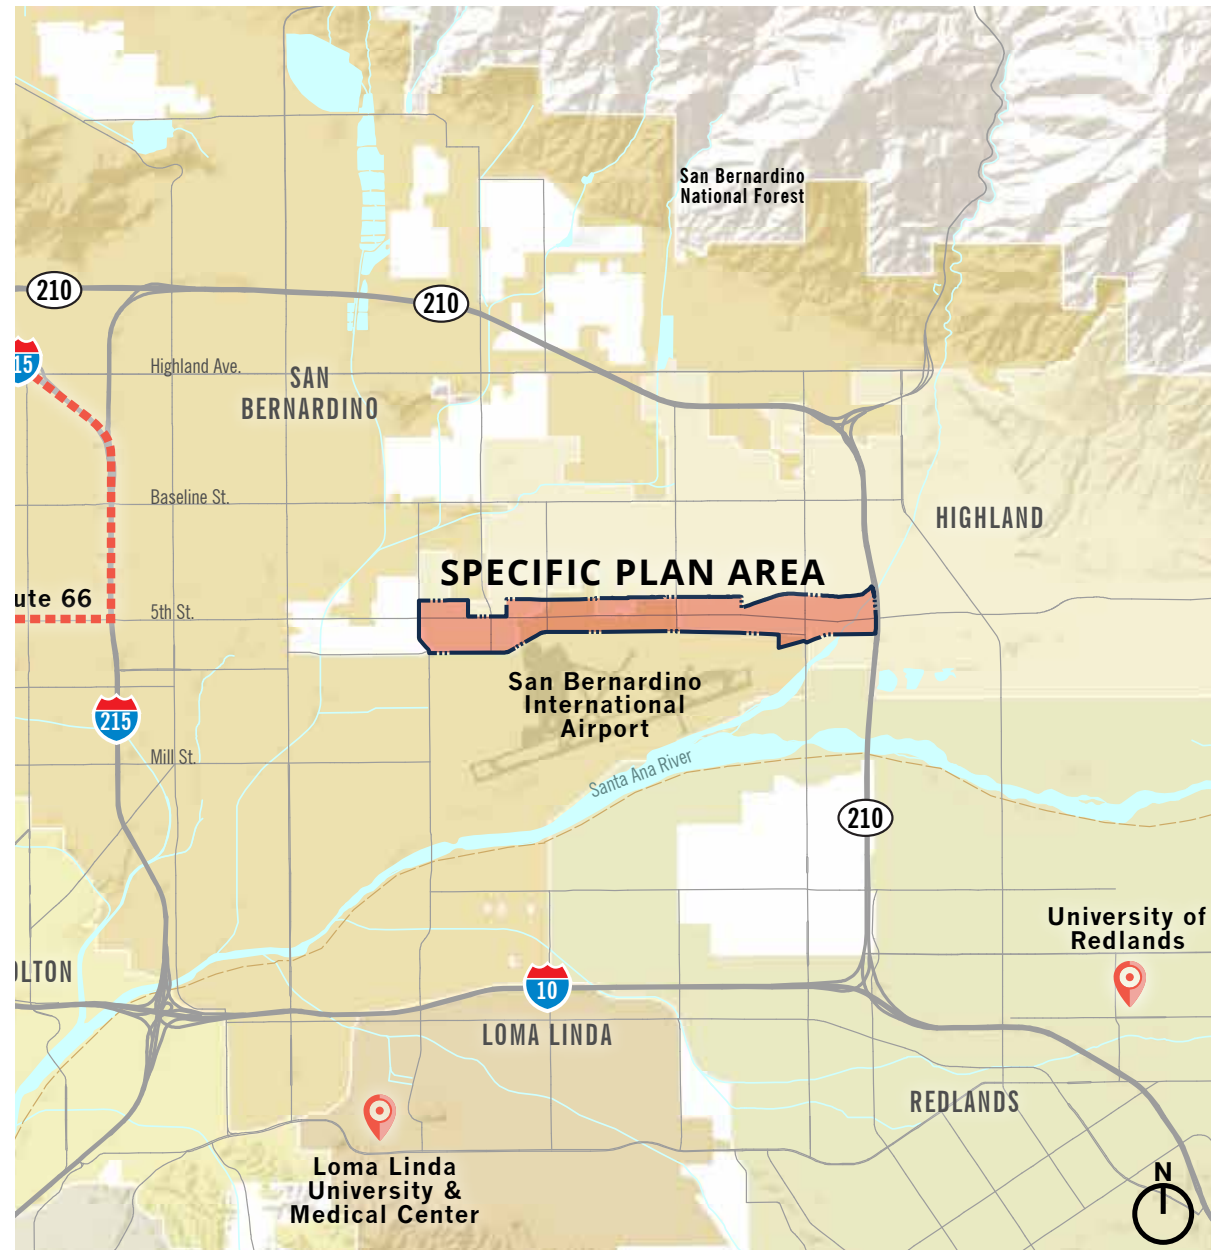 San Bernardino
National Forest
210
210
15
Highland Ave.
SAN
BERNARDINO
Baseline St.
HIGHLAND
SPECIFIC PLAN AREA
ute 66
5th St.
San Bernardino
International
Airport
215
Mill St.
Santa Ana River
210
University of
Redlands
OLTON
10
LOMA LINDA
REDLANDS
Loma Linda
University &
Medical Center
N